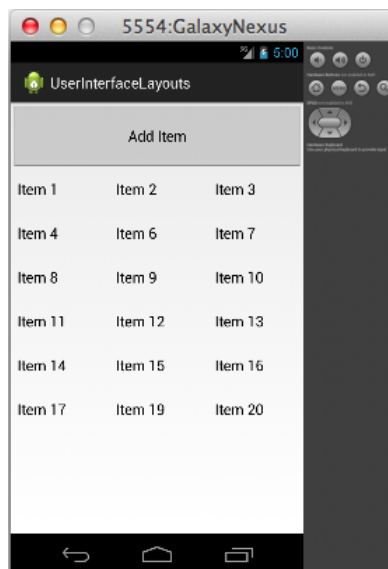 5554:GalaxyNexus
3G 5:00
UserInterfaceLayouts
Add Item
Item 1 Item 2 Item 3
Item 4 Item 6 Item 7
Item 8 Item 9 Item 10
Item 11 Item 12 Item 13
Item 14 Item 15 Item 16
Item 17 Item 19 Item 20
MENU